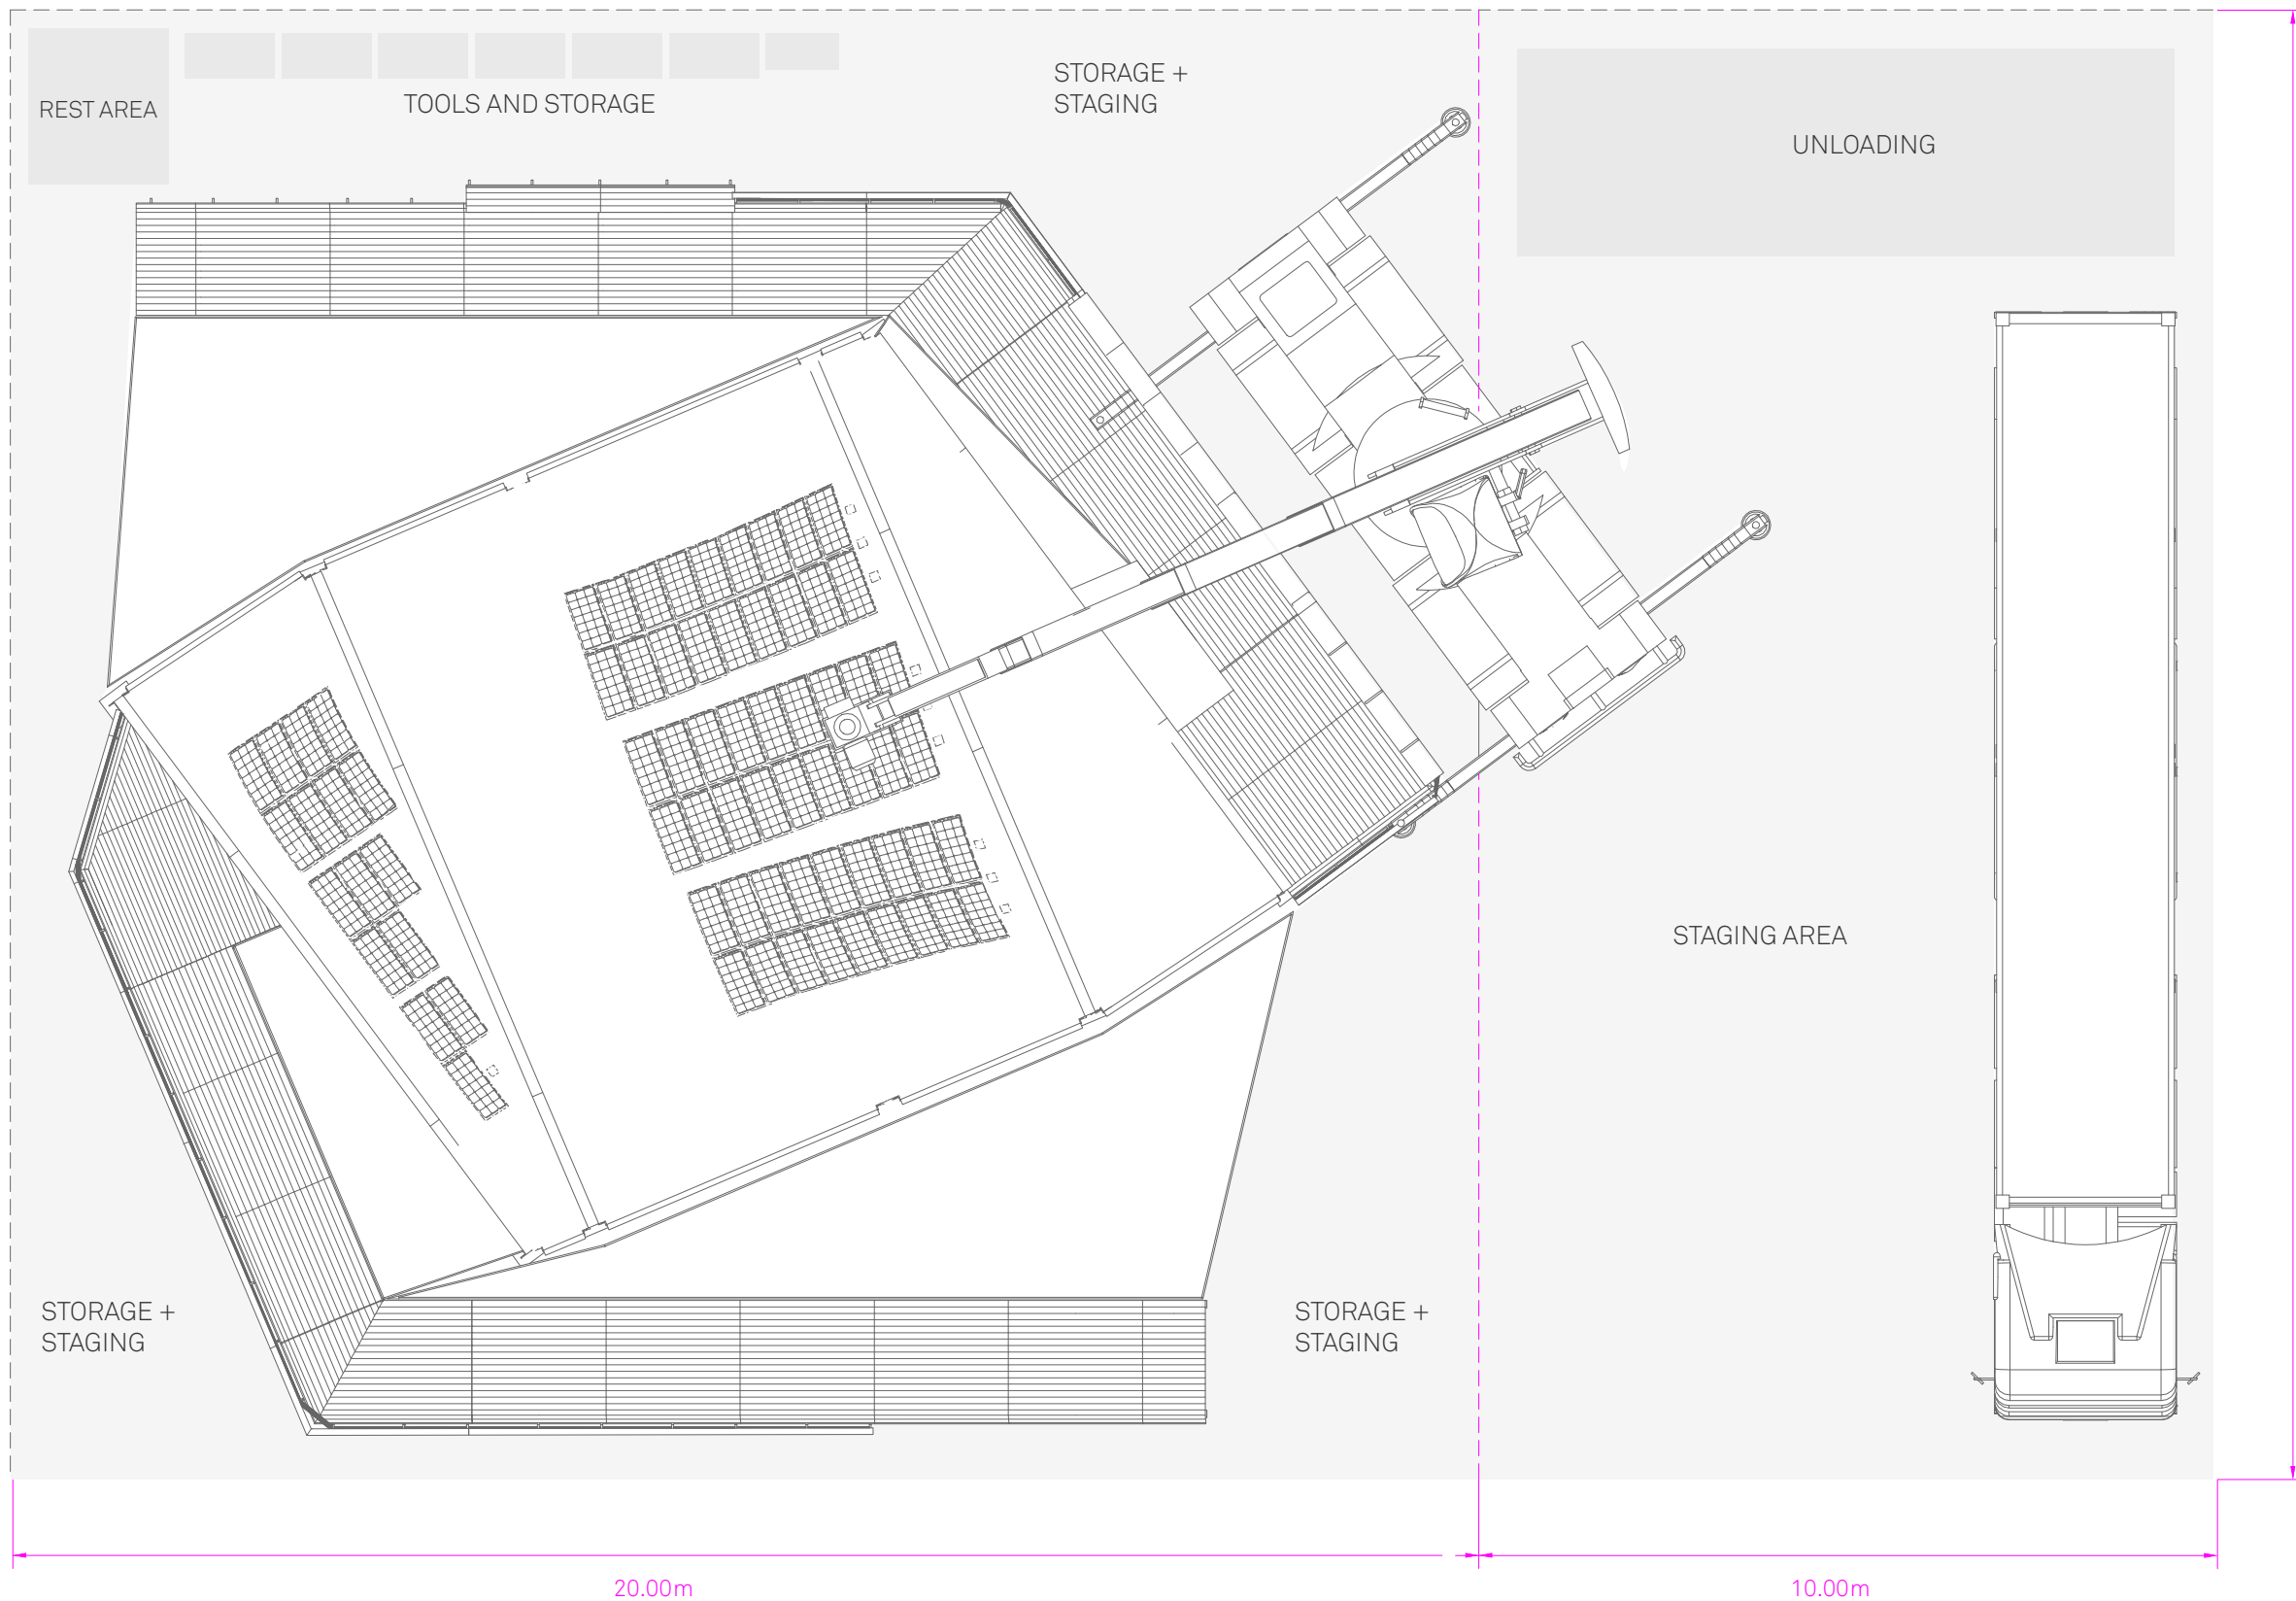 REST AREA
TOOLS AND STORAGE
STORAGE +
STAGING
UNLOADING
STAGING AREA
STORAGE +
STAGING
STORAGE +
STAGING
20.00m
10.00m